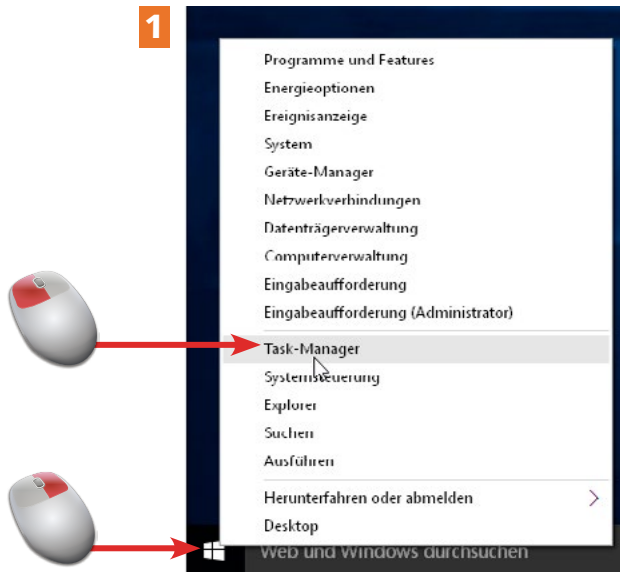 1
Programme und Features
Energieoptionen
Ereignisanzeige
System
Geräte-Manager
Netzwerkverbindungen
Datenträgerverwaltung
Computerverwaltung
Eingabeaufforderung
Eingabeaufforderung (Administrator)
Task-Manager
Systemsteuerung
Explorer
Suchen
Ausführen
Herunterfahren oder abmelden
Desktop
Web und Windows durchsuchen